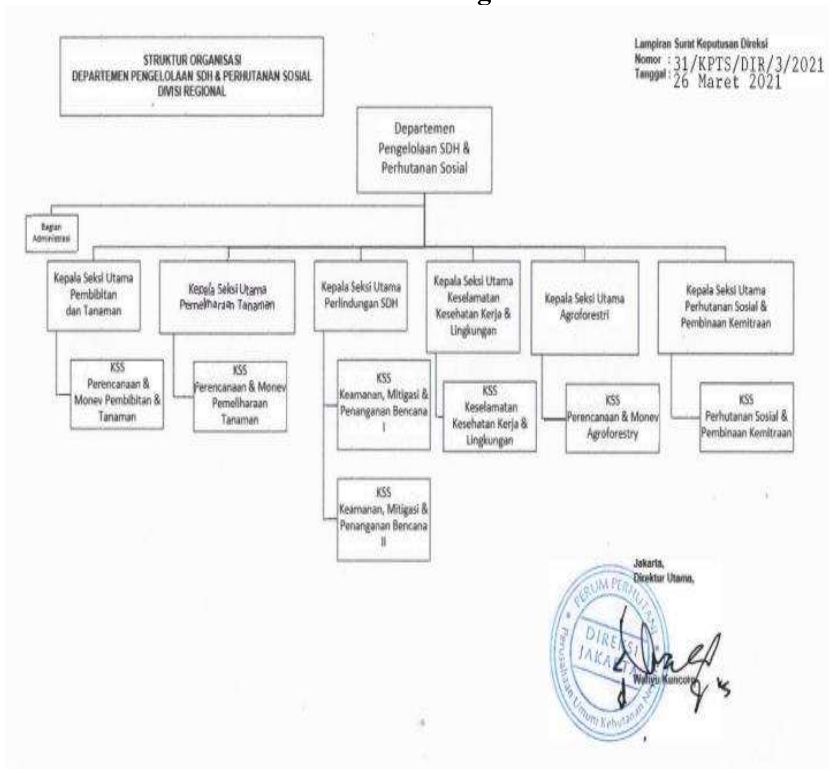 STRUKTUR ORGANISASI
DEPARTEMEN PENGELOLAAN SDH & PERHUTANAN SOSIAL
DIVISI REGIONAL
Lampiran Surat Keputusan Direksi
Nomor : 31/KPTS/DIR/3/2021
Tanggal : 26 Maret 2021
Departemen
Pengelolaan SDH &
Perhutanan Sosial
Bagian
Administrasi
Kepala Seksi Utama
Pembibitan
dan Tanaman
Kepala Seksi Utama
Pemeliharaan Tanaman
Kepala Seksi Utama
Perlindungan SDH
Kepala Seksi Utama
Keselamatan
Kesehatan Kerja &
Lingkungan
Kepala Seksi Utama
Agroforestri
Kepala Seksi Utama
Perhutanan Sosial &
Pembinaan Kemitraan
KSS
Perencanaan &
Monev Pembibitan &
Tanaman
KSS
Perencanaan & Monev
Pemeliharaan
Tanaman
KSS
Keamanan, Mitigasi &
Penanganan Bencana
I
KSS
Keselamatan
Kesehatan Kerja &
Lingkungan
KSS
Perencanaan & Monev
Agroforestry
KSS
Perhutanan Sosial &
Pembinaan Kemitraan
KSS
Keamanan, Mitigasi &
Penanganan Bencana
II
Jakarta,
Direktur Utama,
PERUM PERHUTANI
DIREKSI
JAKARTA
Perusahaan Umum Kehutanan
Wahyu Kuncoro